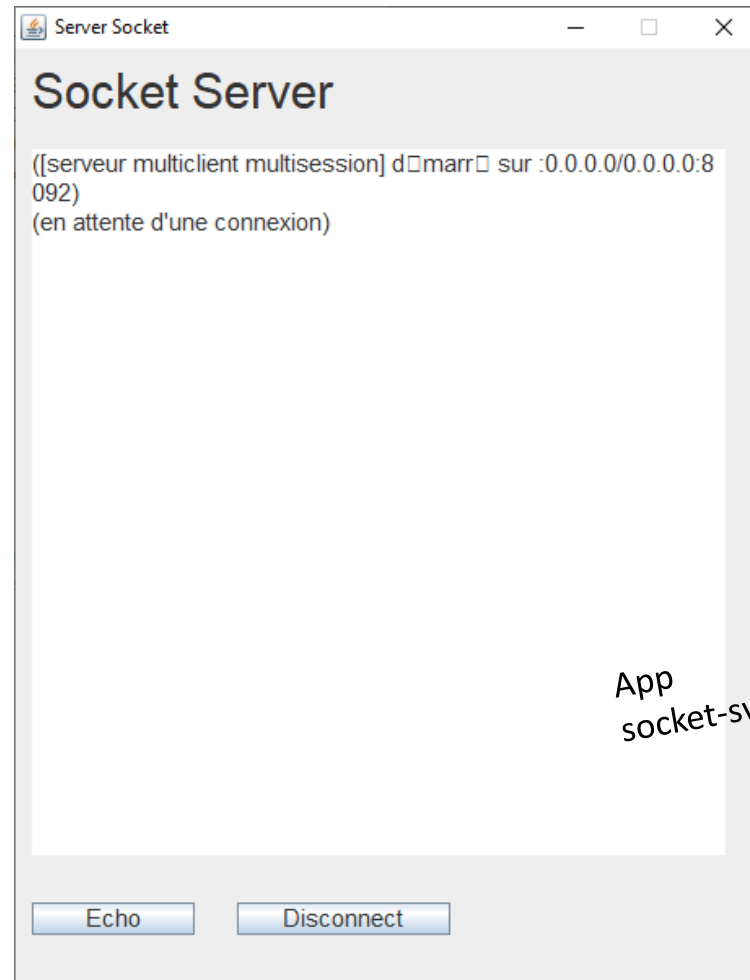 Server Socket
Socket Server
([serveur multiclient multisession] d□marr□ sur :0.0.0.0/0.0.0.0:8
092)
(en attente d'une connexion)
App
Echo
Disconnect